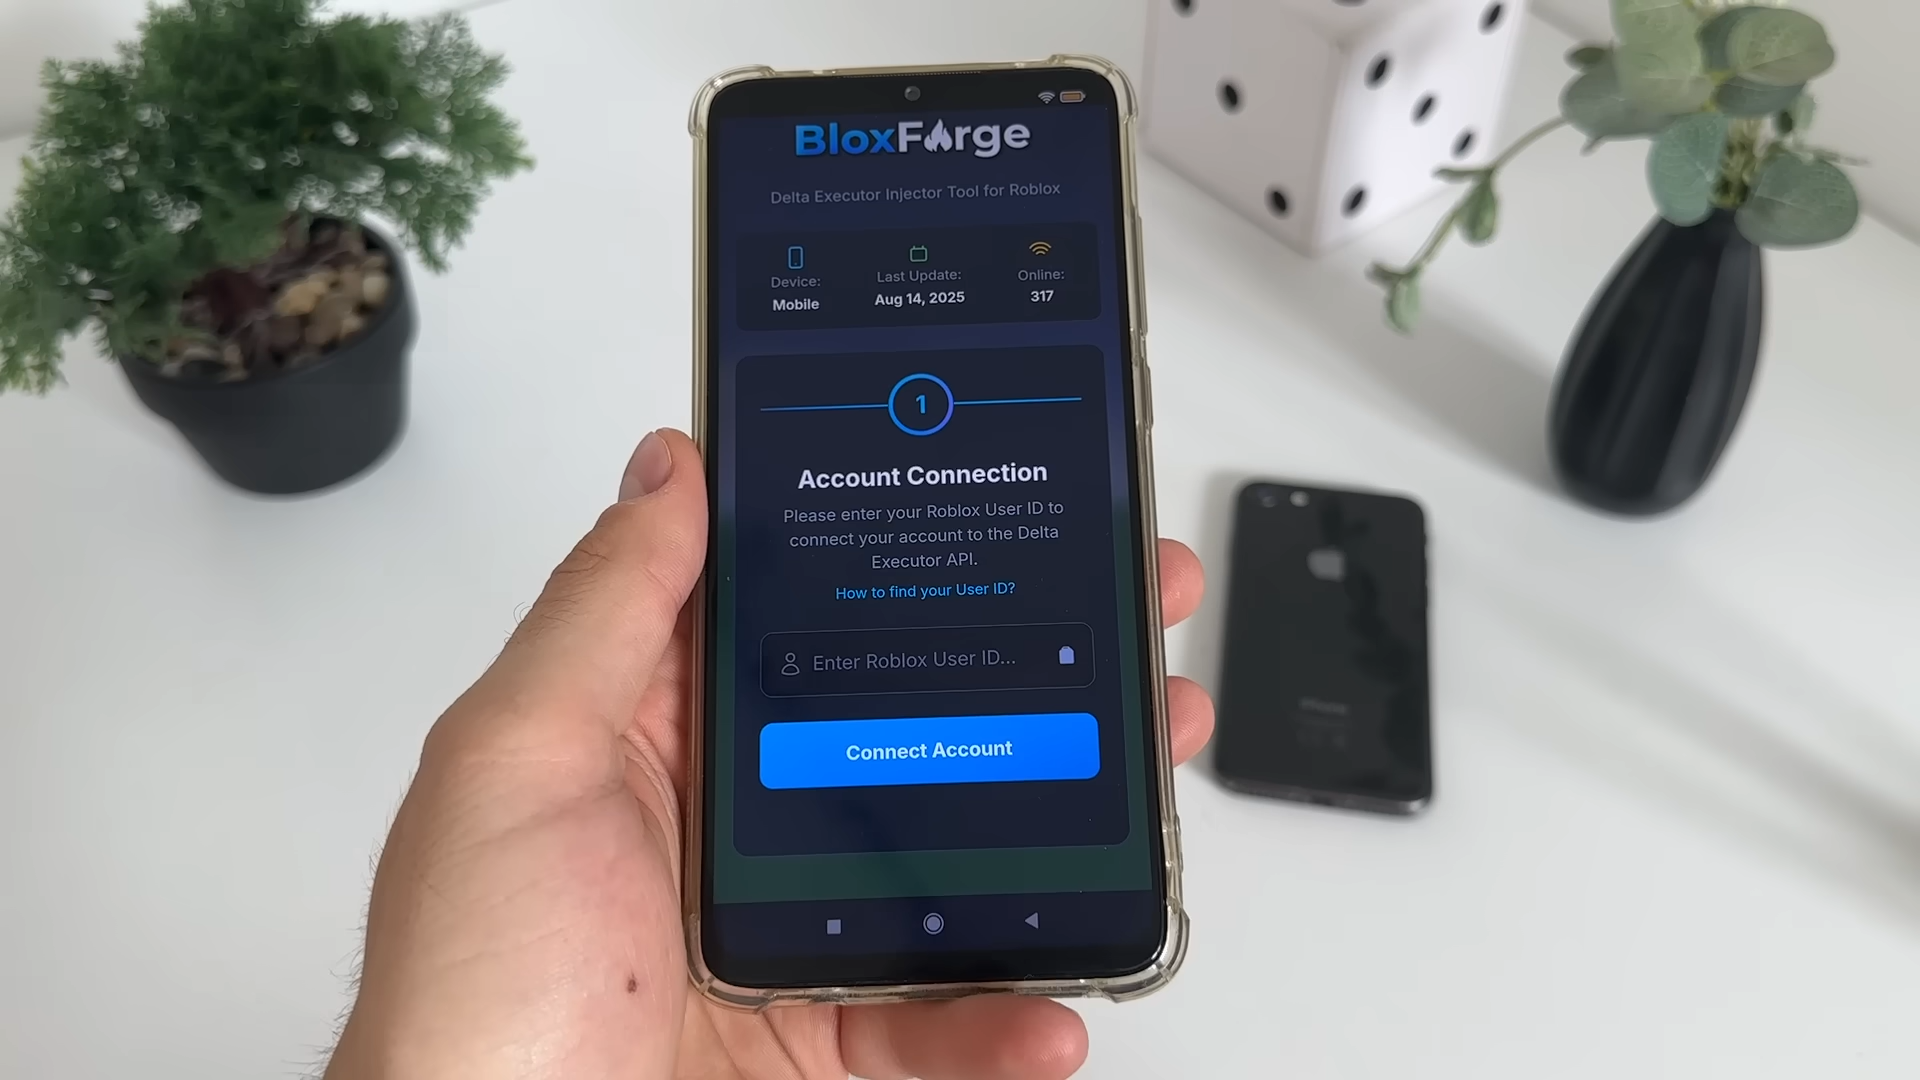 BloxForge
Delta Executor Injector Tool for Roblox
Device:
Mobile
Last Update:
Aug 14, 2025
Online:
317
1
Account Connection
Please enter your Roblox User ID to
connect your account to the Delta
Executor API.
How to find your User ID?
Enter Roblox User ID...
Connect Account